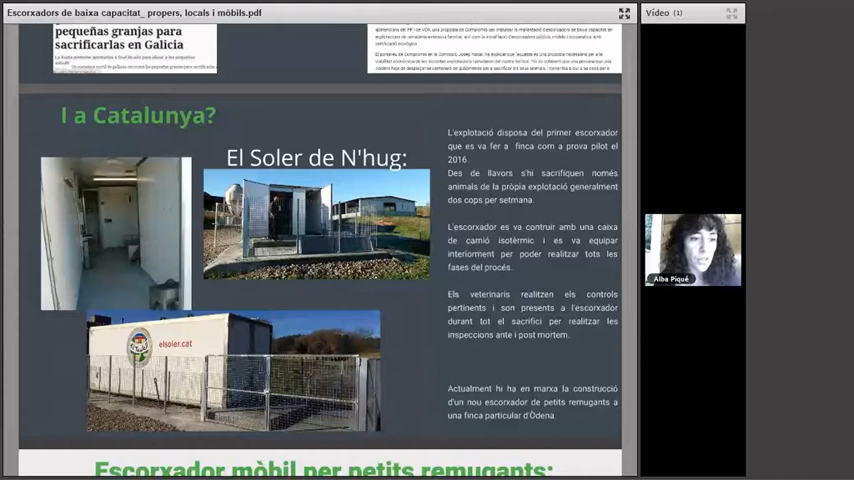 Escorxadors de baixa capacitat_ propers, locals i mòbils.pdf
Vídeo (1)
pequeñas granjas para
sacrificarlas en Galicia
I a Catalunya?
El Soler de N'hug:
elsoler.cat
L'explotació disposa del primer escorxador
que es va fer a finca com a prova pilot el
2016.
Des de llavors s'hi sacrifiquen només
animals de la pròpia explotació generalment
dos cops per setmana.
L'escorxador es va contruir amb una caixa
de camió isotèrmic i es va equipar
interiorment per poder realitzar tots les
fases del procés.
Els veterinaris realitzen els controls
pertinents i son presents a l'escorxador
durant tot el sacrifici per realitzar les
inspeccions ante i post mortem.
Actualment hi ha en marxa la construcció
d'un nou escorxador de petits remugants a
una finca particular d'Òdena.
Alba Piqué
Escorxador mòbil per petits remugants: